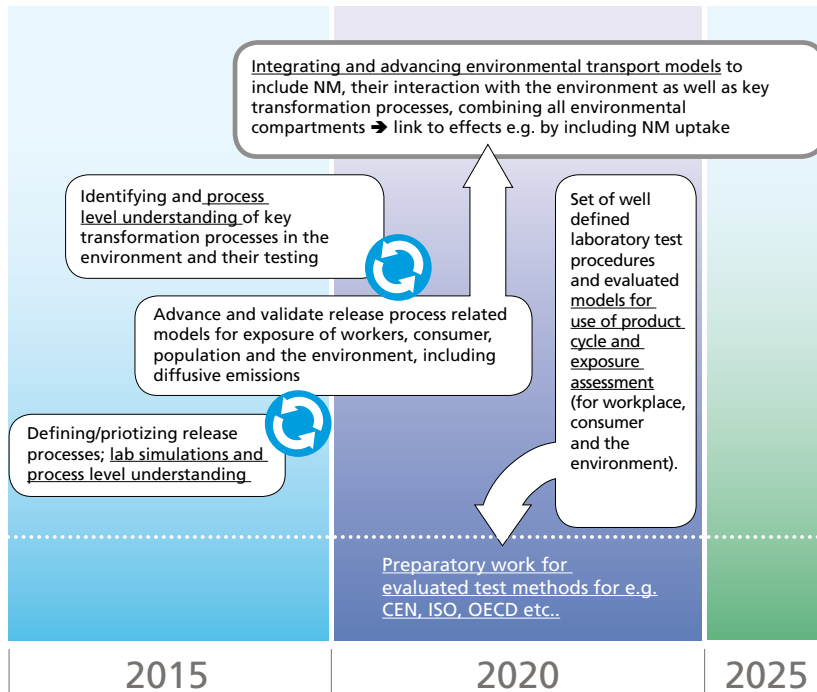 Integrating and advancing environmental transport models to
include NM, their interaction with the environment as well as key
transformation processes, combining all environmental
compartments ➔ link to effects e.g. by including NM uptake
Identifying and process
level understanding of key
transformation processes in the
environment and their testing
Set of well
defined
laboratory test
procedures
and evaluated
models for
use of product
cycle and
exposure
assessment
(for workplace,
consumer
and the
environment).
Advance and validate release process related
models for exposure of workers, consumer,
population and the environment, including
diffusive emissions
Defining/priotizing release
processes; lab simulations and
process level understanding
Preparatory work for
evaluated test methods for e.g.
CEN, ISO, OECD etc..
2015
2020
2025